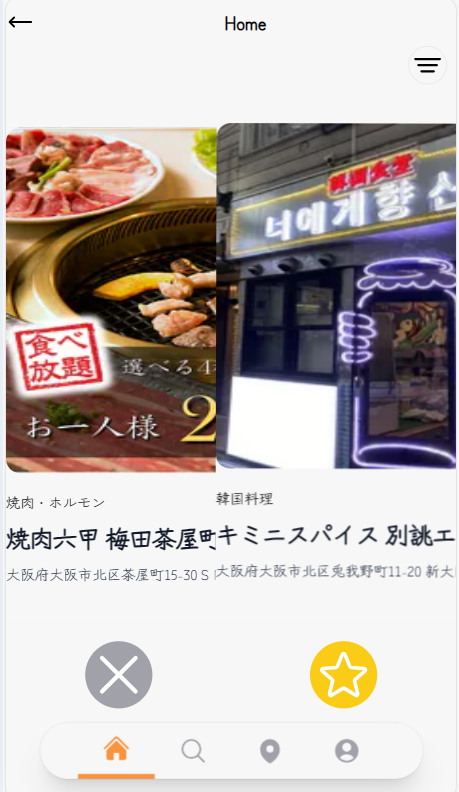 Home
食べ
放題
選べる4
お一人様 2
韓国食堂
너에게향신
焼肉・ホルモン
焼肉六甲 梅田茶屋町
大阪府大阪市北区茶屋町15-30 S
韓国料理
キミニスパイス 別誂エ
大阪府大阪市北区兎我野町11-20 新大